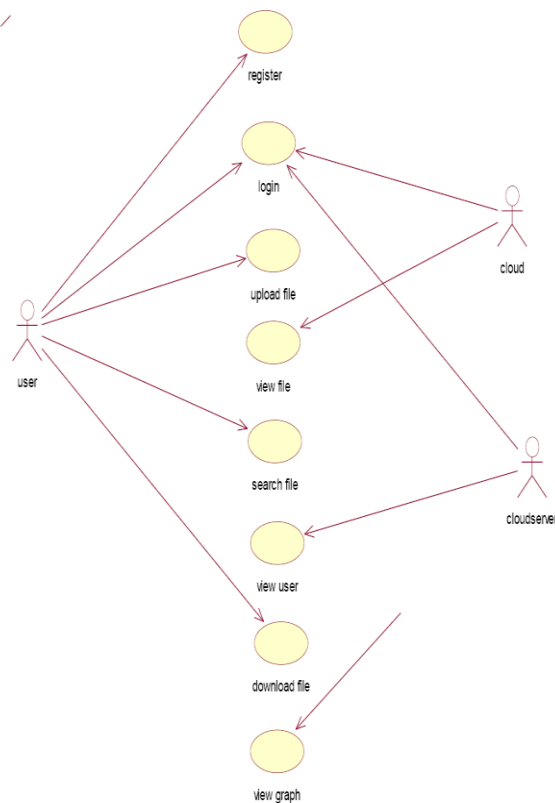 register
login
cloud
upload file
user
view file
search file
cloudserver
view user
download file
view graph